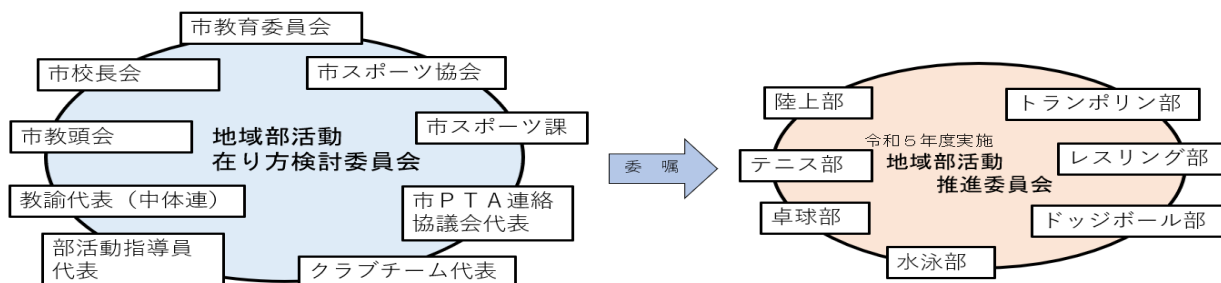 市教育委員会
市校長会
市スポーツ協会
市教頭会
市スポーツ課
地域部活動
在り方検討委員会
教諭代表（中体連）
市ＰＴＡ連絡
協議会代表
部活動指導員
代表
クラブチーム代表
委　嘱
陸上部
トランポリン部
令和５年度実施
地域部活動
推進委員会
テニス部
レスリング部
卓球部
ドッジボール部
水泳部